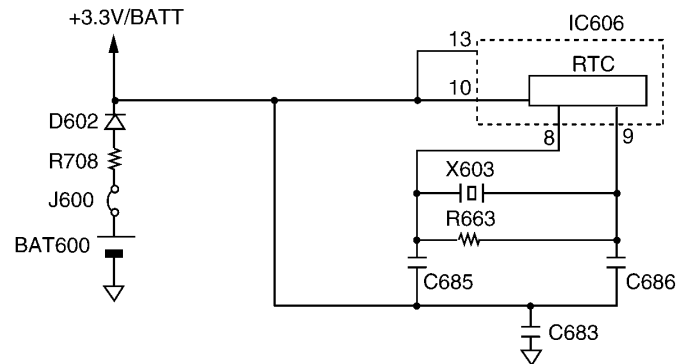 +3.3V/BATT
IC606
13
RTC
10
D602
8
9
R708
X603
J600
R663
BAT600
C685
C686
C683